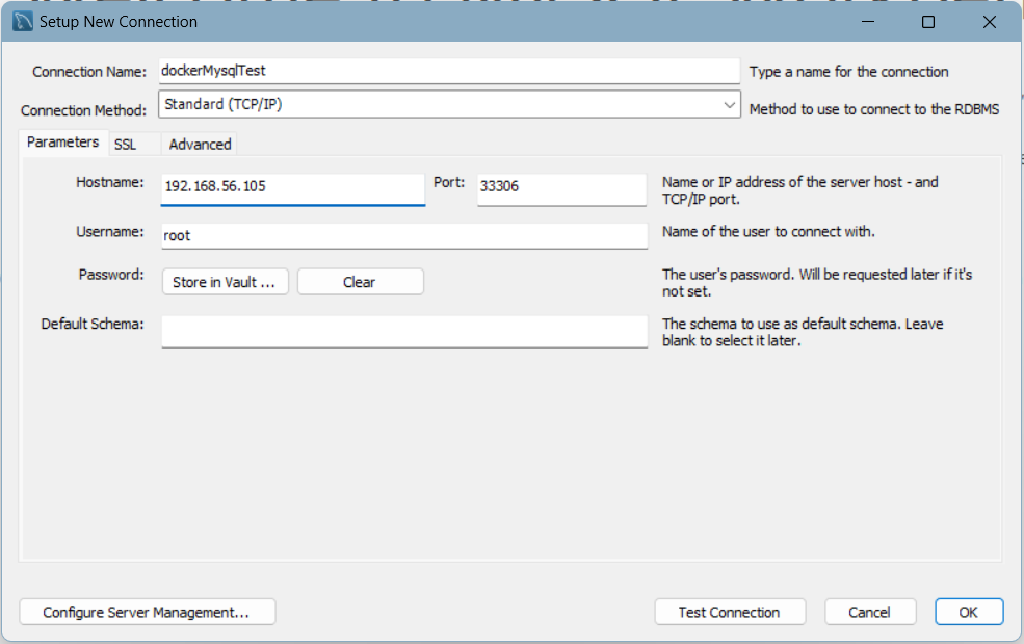 Setup New Connection
Connection Name: dockerMysqlTest Type a name for the connection
Connection Method: Standard (TCP/IP) Method to use to connect to the RDBMS
Parameters SSL Advanced
Hostname: 192.168.56.105 Port: 33306 Name or IP address of the server host - and
TCP/IP port.
Username: root Name of the user to connect with.
Password: Store in Vault ... Clear The user's password. Will be requested later if it's
not set.
Default Schema: The schema to use as default schema. Leave
blank to select it later.
Configure Server Management... Test Connection Cancel OK